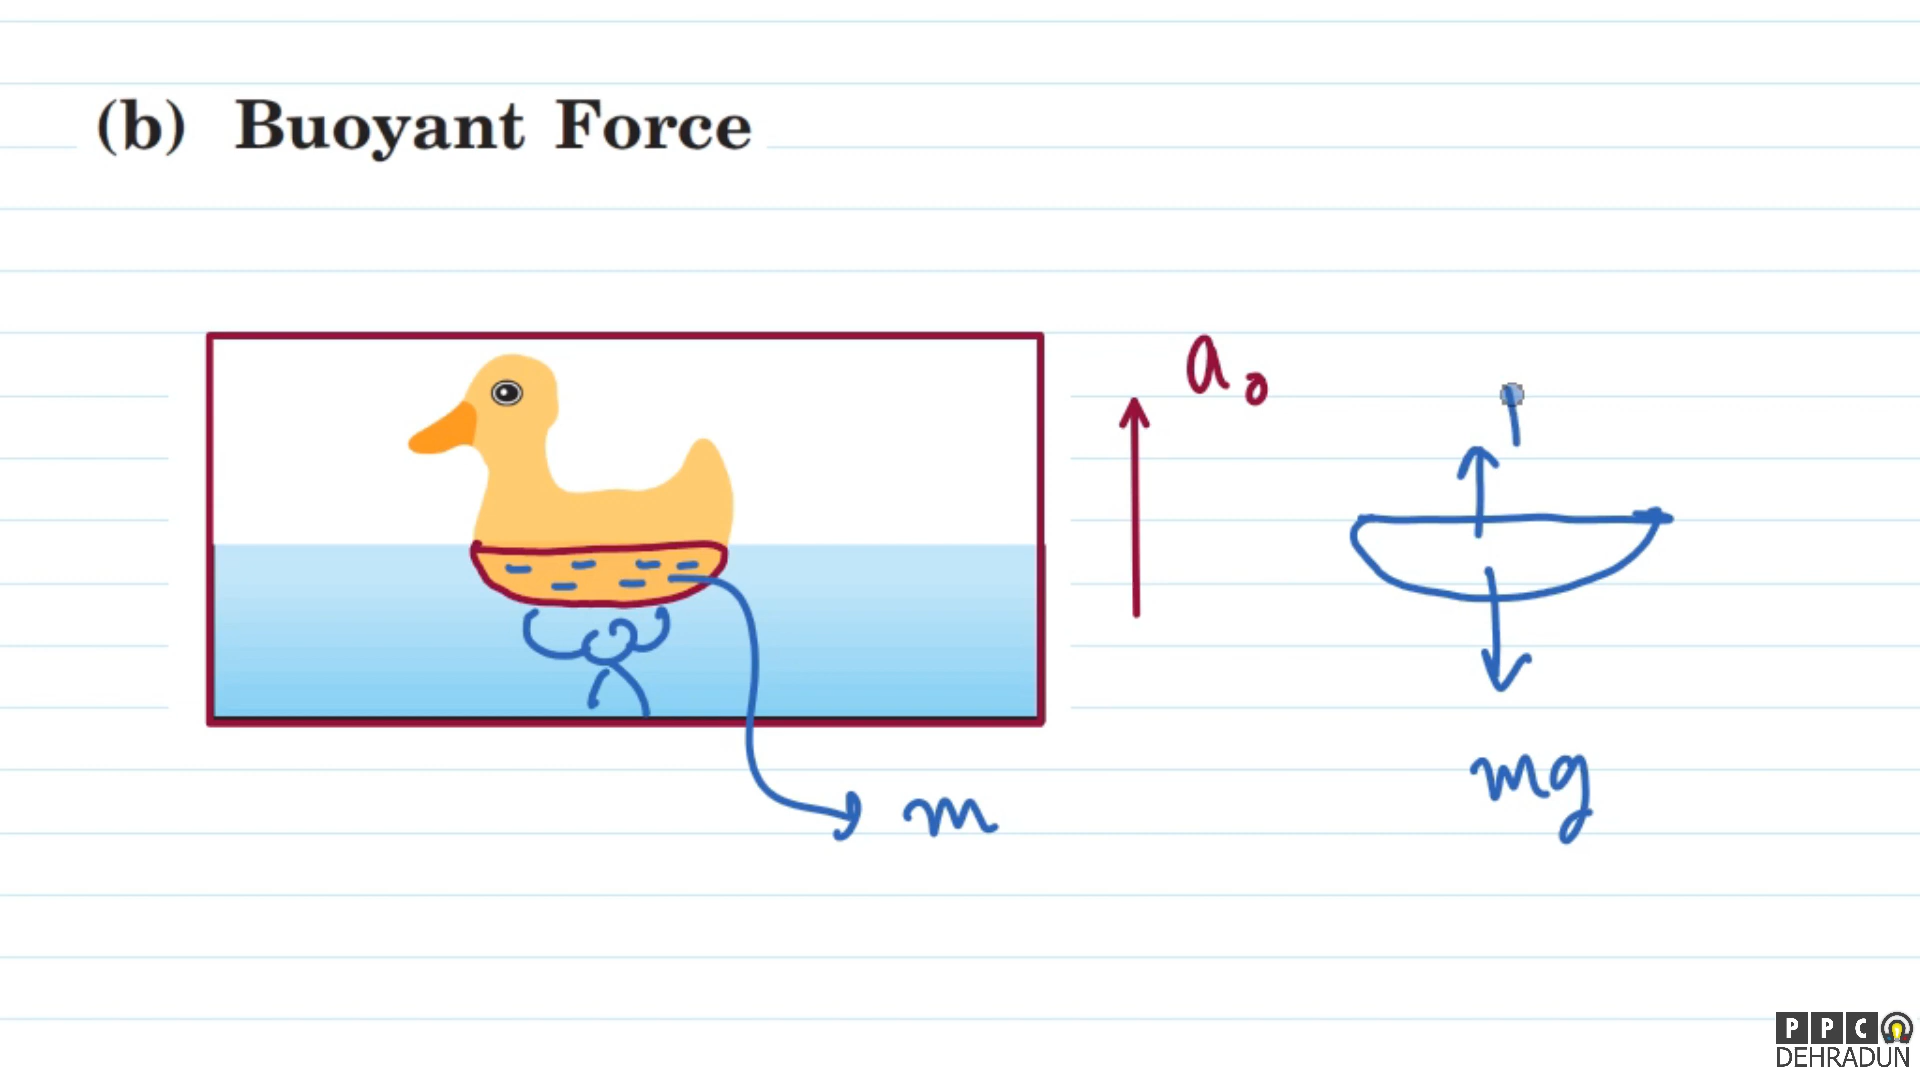 (b) Buoyant Force
a₀
m
mg
PPC
DEHRADUN